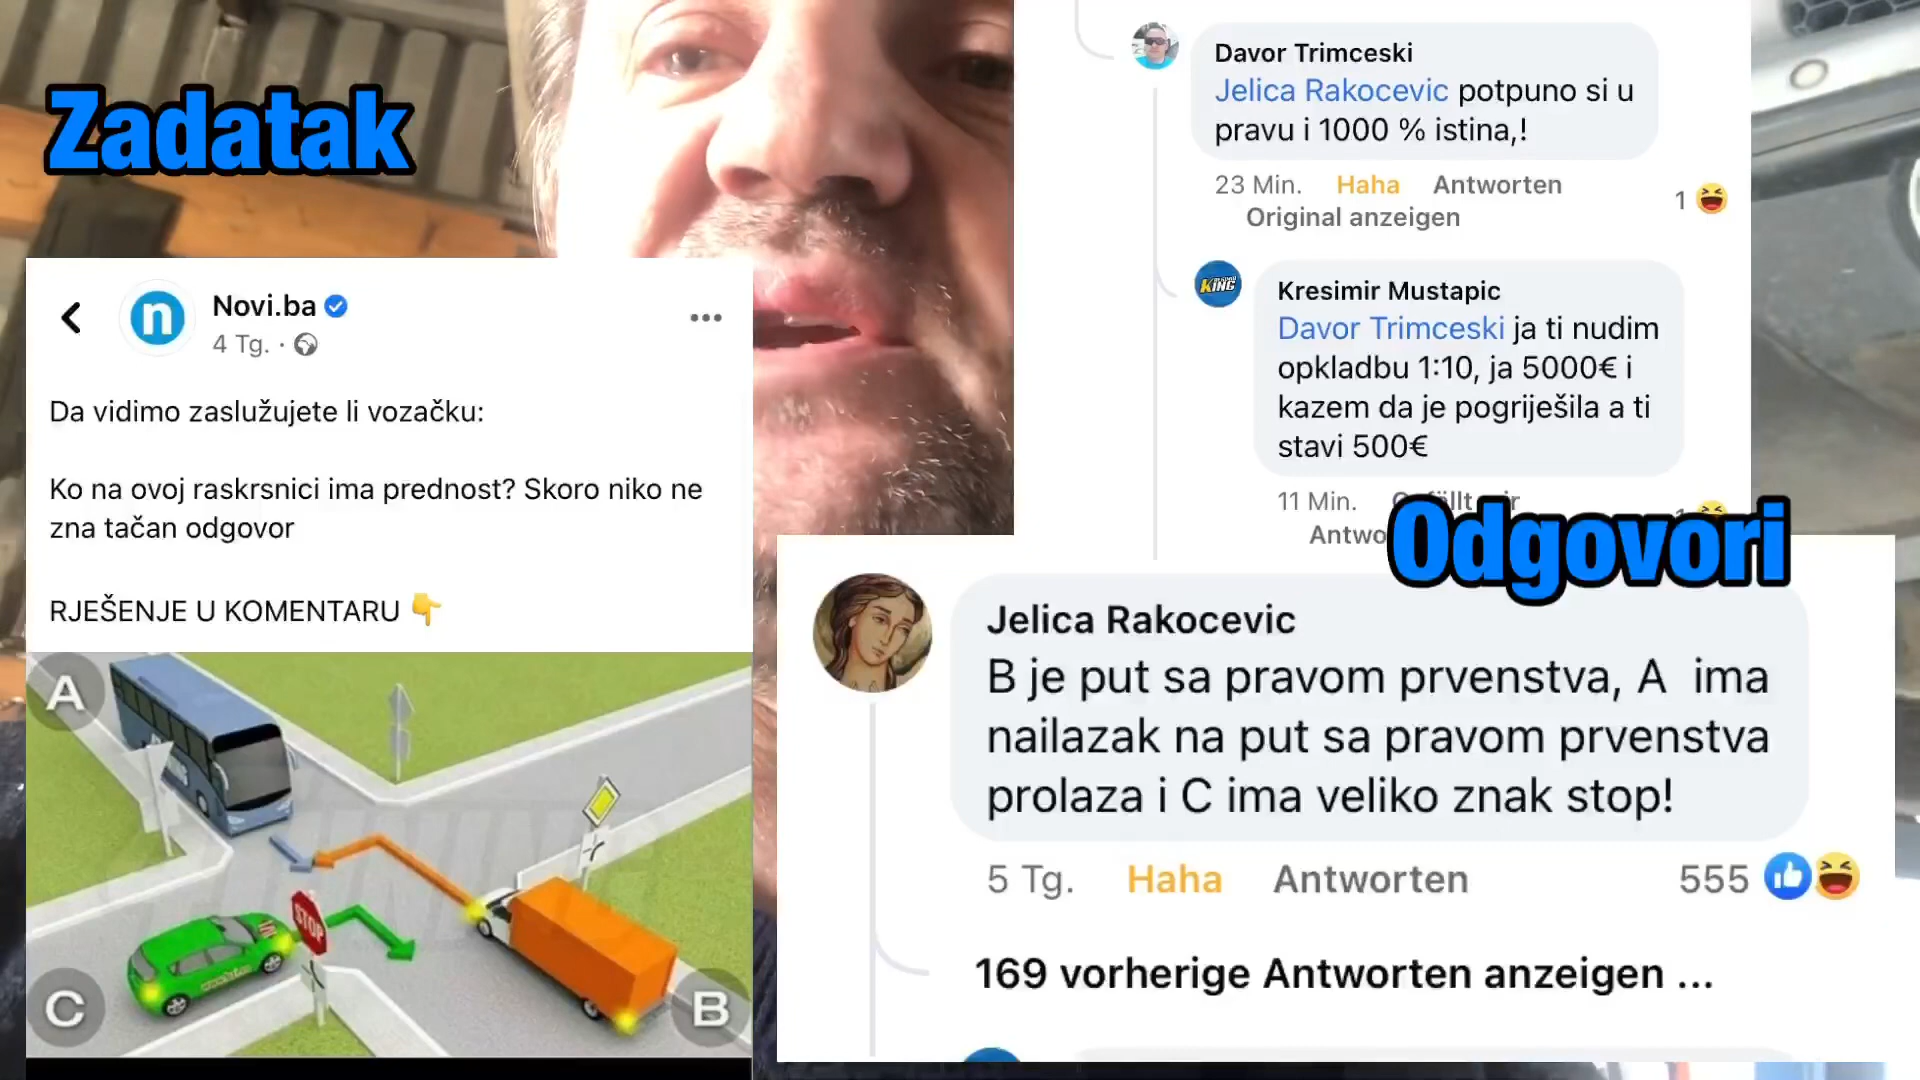 Zadatak
Novi.ba
4 Tg.
Da vidimo zaslužujete li vozačku:
Ko na ovoj raskrsnici ima prednost? Skoro niko ne
zna tačan odgovor
RJEŠENJE U KOMENTARU
A
STOP
C
B
Davor Trimceski
Jelica Rakocevic potpuno si u
pravu i 1000 % istina,!
23 Min. Haha Antworten
1
Original anzeigen
KING
Kresimir Mustapic
Davor Trimceski ja ti nudim
opkladbu 1:10, ja 5000€ i
kazem da je pogriješila a ti
stavi 500€
11 Min.
Odgovori
Jelica Rakocevic
B je put sa pravom prvenstva, A ima
nailazak na put sa pravom prvenstva
prolaza i C ima veliko znak stop!
5 Tg. Haha Antworten 555
169 vorherige Antworten anzeigen ...